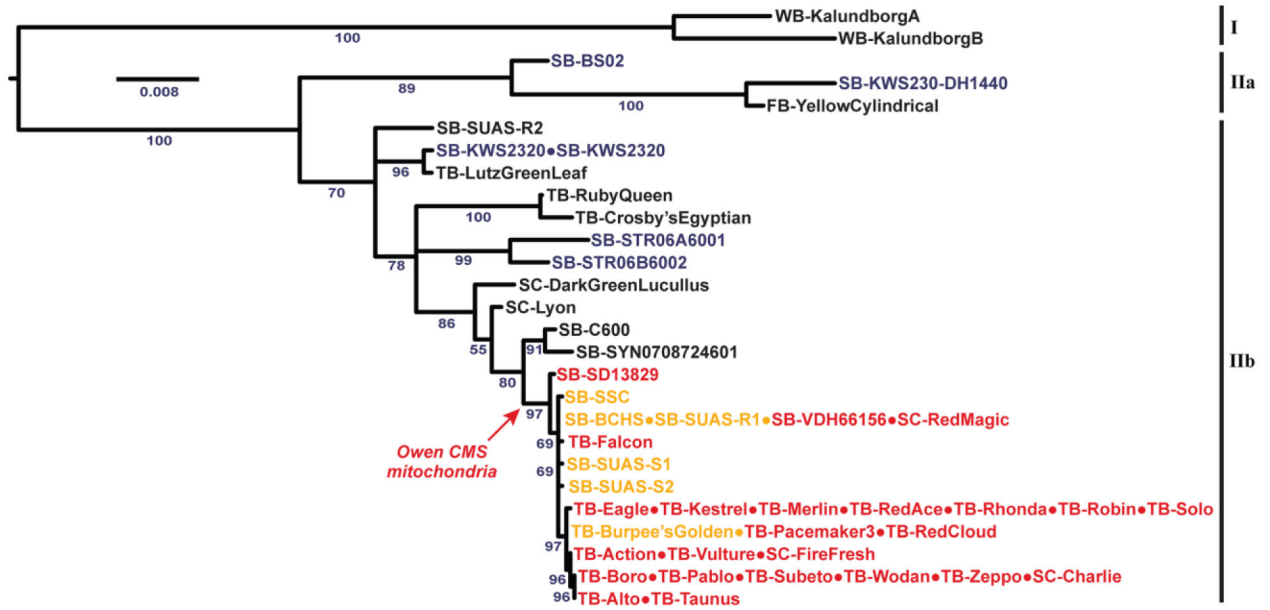 WB-KalundborgA
I
100
WB-KalundborgB
SB-BS02
0.008
89
SB-KWS230-DH1440
IIa
100
FB-YellowCylindrical
100
SB-SUAS-R2
SB-KWS2320●SB-KWS2320
96
TB-LutzGreenLeaf
70
TB-RubyQueen
100
TB-Crosby'sEgyptian
SB-STR06A6001
99
SB-STR06B6002
78
SC-DarkGreenLucullus
SC-Lyon
86
SB-C600
55
91
SB-SYN0708724601
IIb
80
SB-SD13829
SB-SSC
97
SB-BCHS●SB-SUAS-R1●SB-VDH66156●SC-RedMagic
Owen CMS
mitochondria
69
TB-Falcon
69
SB-SUAS-S1
SB-SUAS-S2
TB-Eagle●TB-Kestrel●TB-Merlin●TB-RedAce●TB-Rhonda●TB-Robin●TB-Solo
TB-Burpee'sGolden●TB-Pacemaker3●TB-RedCloud
97
TB-Action●TB-Vulture●SC-FireFresh
96
TB-Boro●TB-Pablo●TB-Subeto●TB-Wodan●TB-Zeppo●SC-Charlie
96
TB-Alto●TB-Taunus